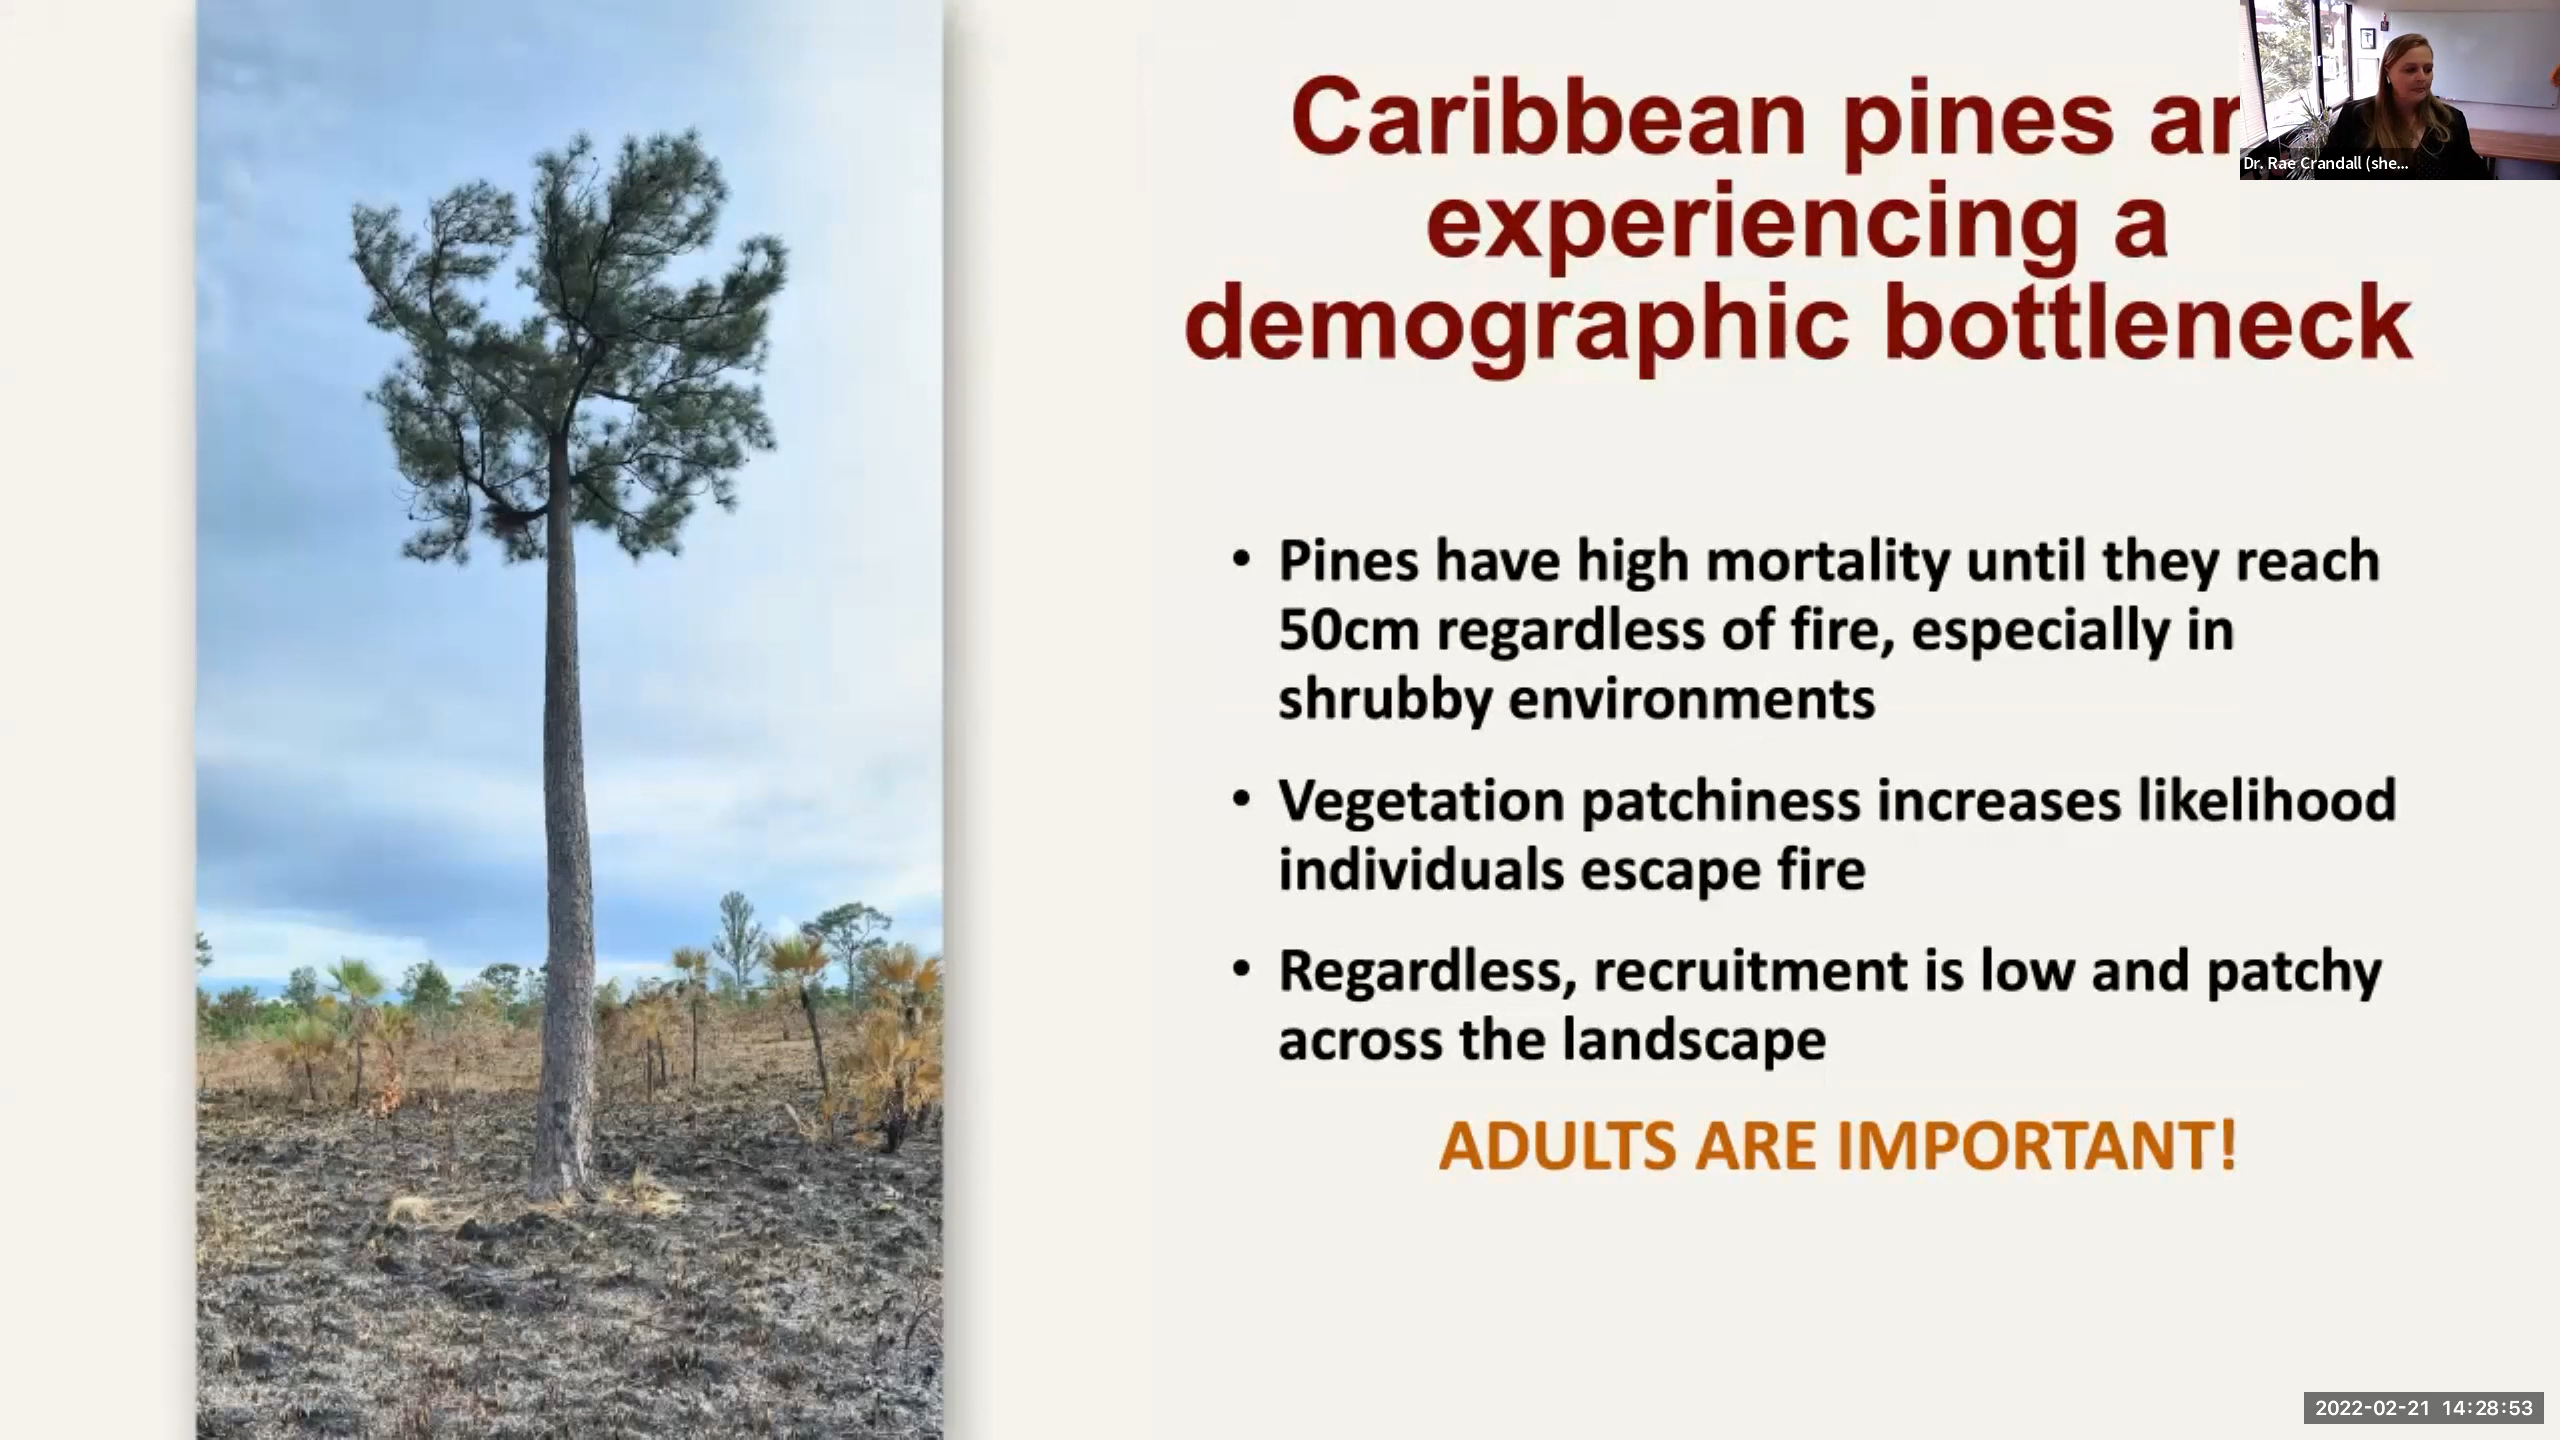 Caribbean pines
experiencing a
demographic bottleneck
Dr. Rae Crandall (she...
• Pines have high mortality until they reach
50cm regardless of fire, especially in
shrubby environments
• Vegetation patchiness increases likelihood
individuals escape fire
• Regardless, recruitment is low and patchy
across the landscape
ADULTS ARE IMPORTANT!
2022-02-21 14:28:53